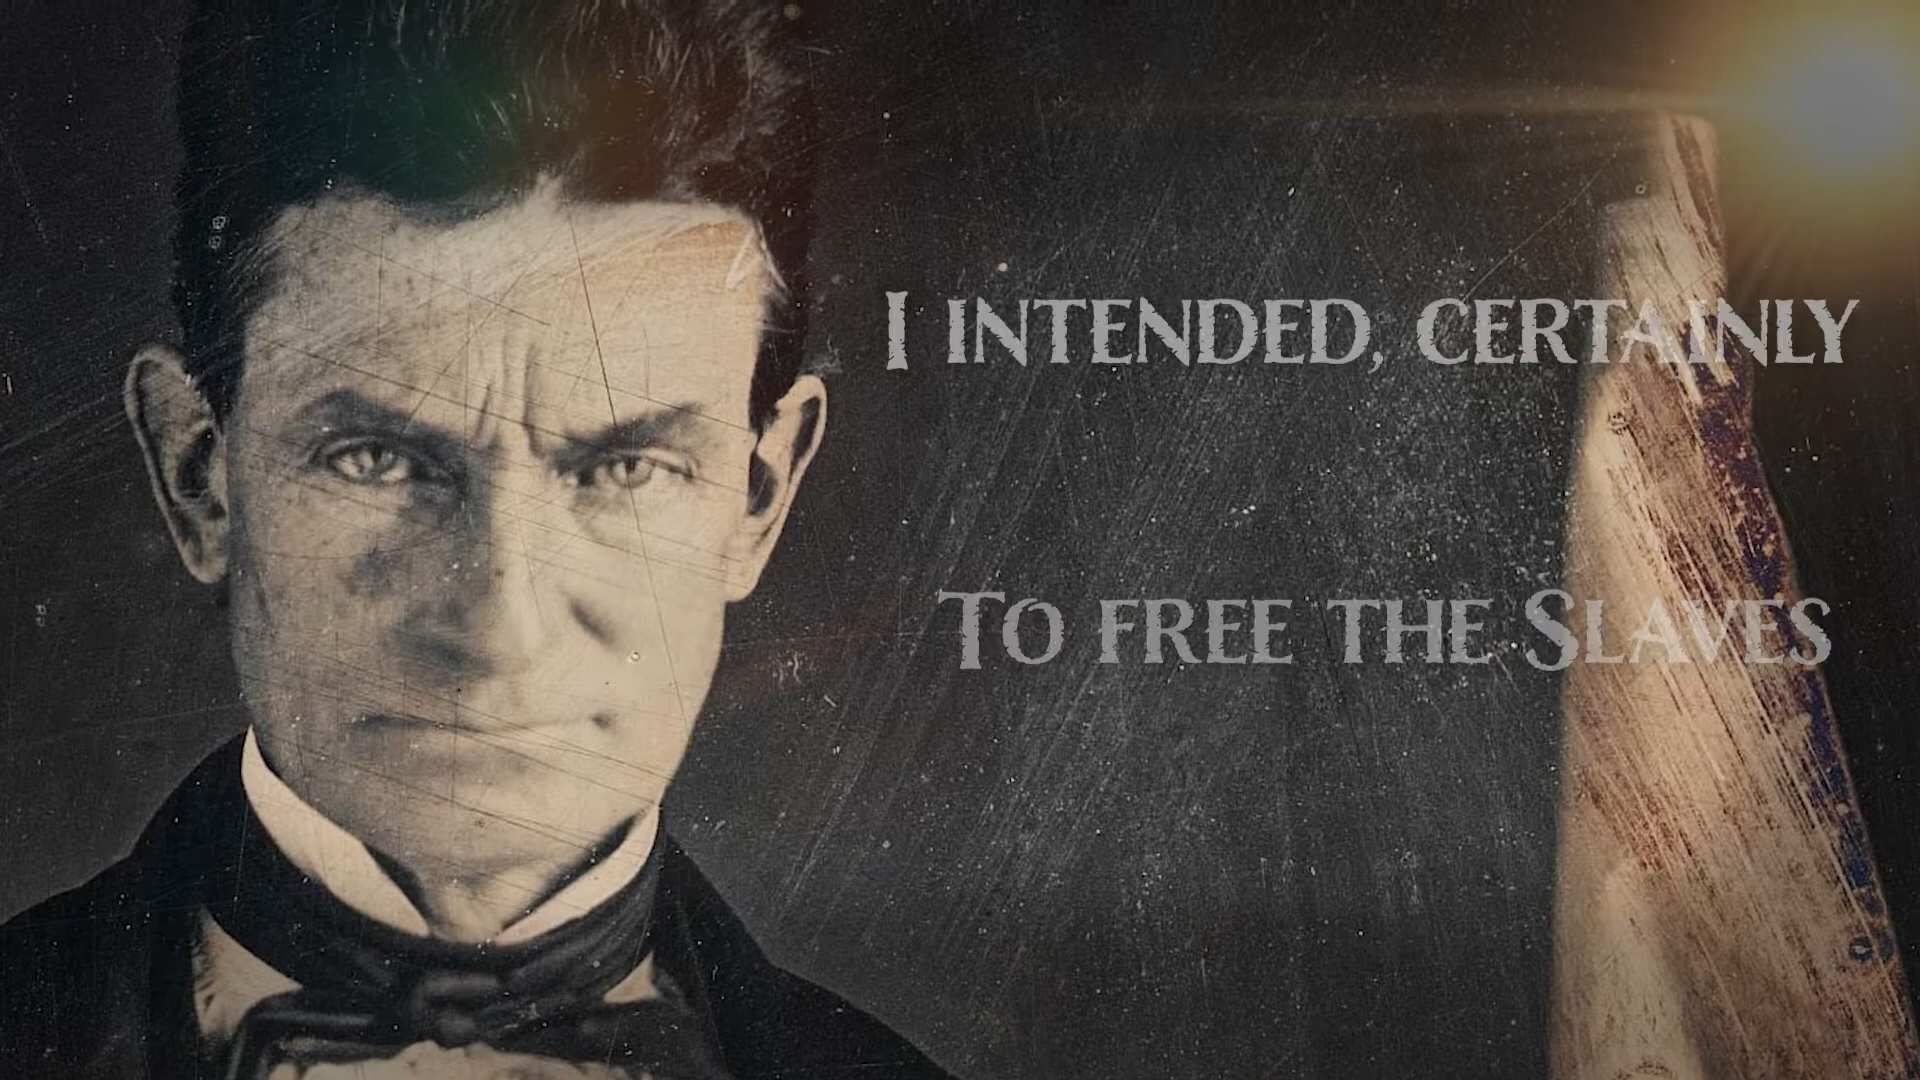 I intended, certainly
To free the Slaves